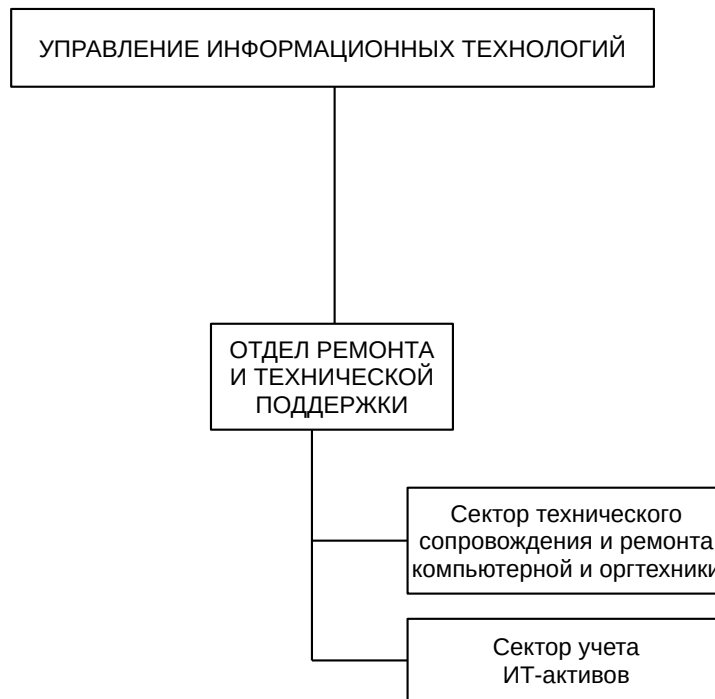 УПРАВЛЕНИЕ ИНФОРМАЦИОННЫХ ТЕХНОЛОГИЙ
ОТДЕЛ РЕМОНТА
И ТЕХНИЧЕСКОЙ
ПОДДЕРЖКИ
Сектор технического
сопровождения и ремонта
компьютерной и оргтехники
Сектор учета
ИТ-активов